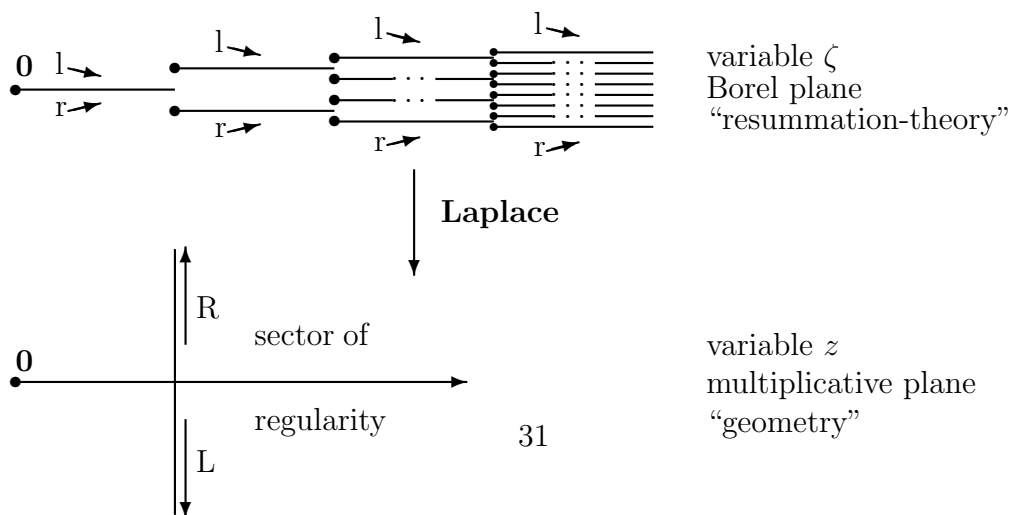 l
l
l
l
0
r
r
r
r
variable ζ
Borel plane
“resummation-theory”
Laplace
R
sector of
0
variable z
multiplicative plane
regularity
“geometry”
31
L